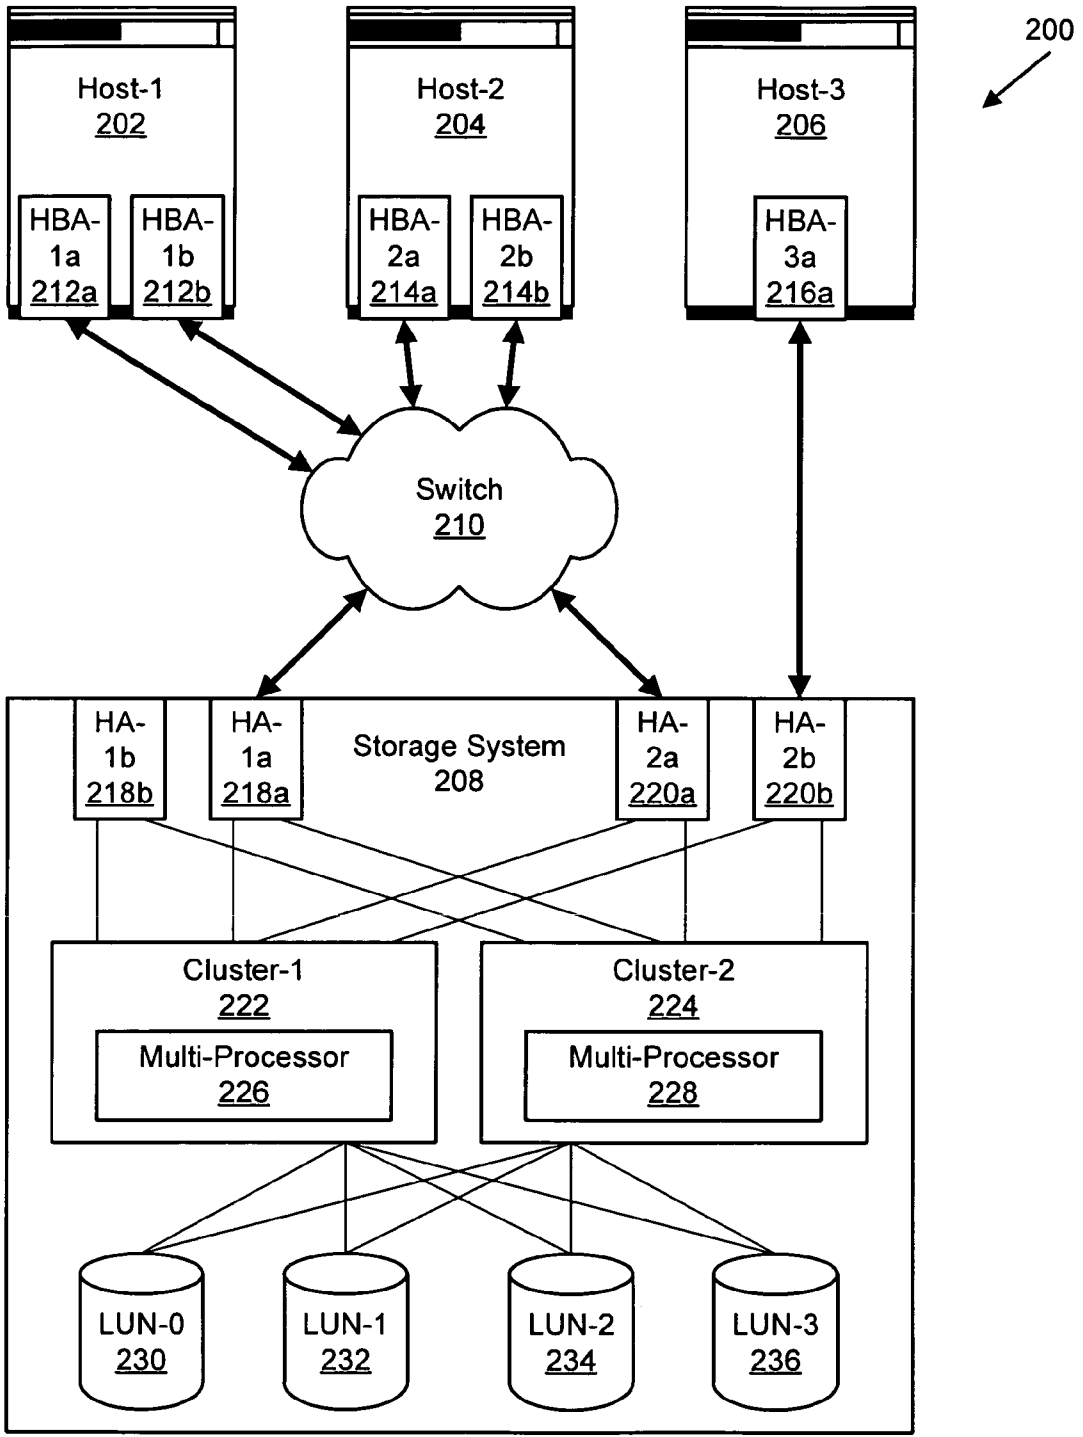 200
Host-1
202
HBA-
1a
212a
HBA-
1b
212b
Host-2
204
HBA-
2a
214a
HBA-
2b
214b
Host-3
206
HBA-
3a
216a
Switch
210
HA-
1b
218b
HA-
1a
218a
Storage System
208
HA-
2a
220a
HA-
2b
220b
Cluster-1
222
Multi-Processor
226
Cluster-2
224
Multi-Processor
228
LUN-0
230
LUN-1
232
LUN-2
234
LUN-3
236